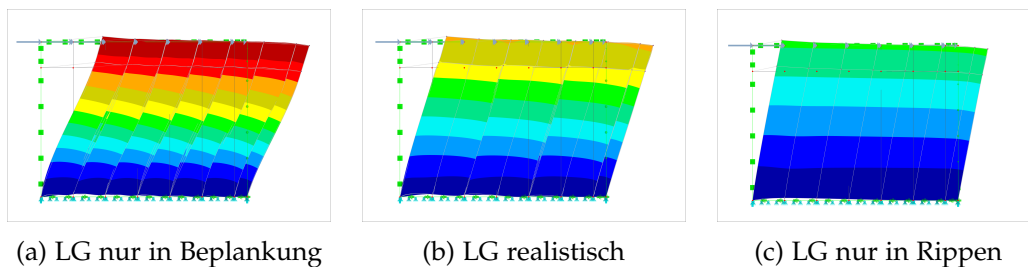 (a) LG nur in Beplankung
(b) LG realistisch
(c) LG nur in Rippen